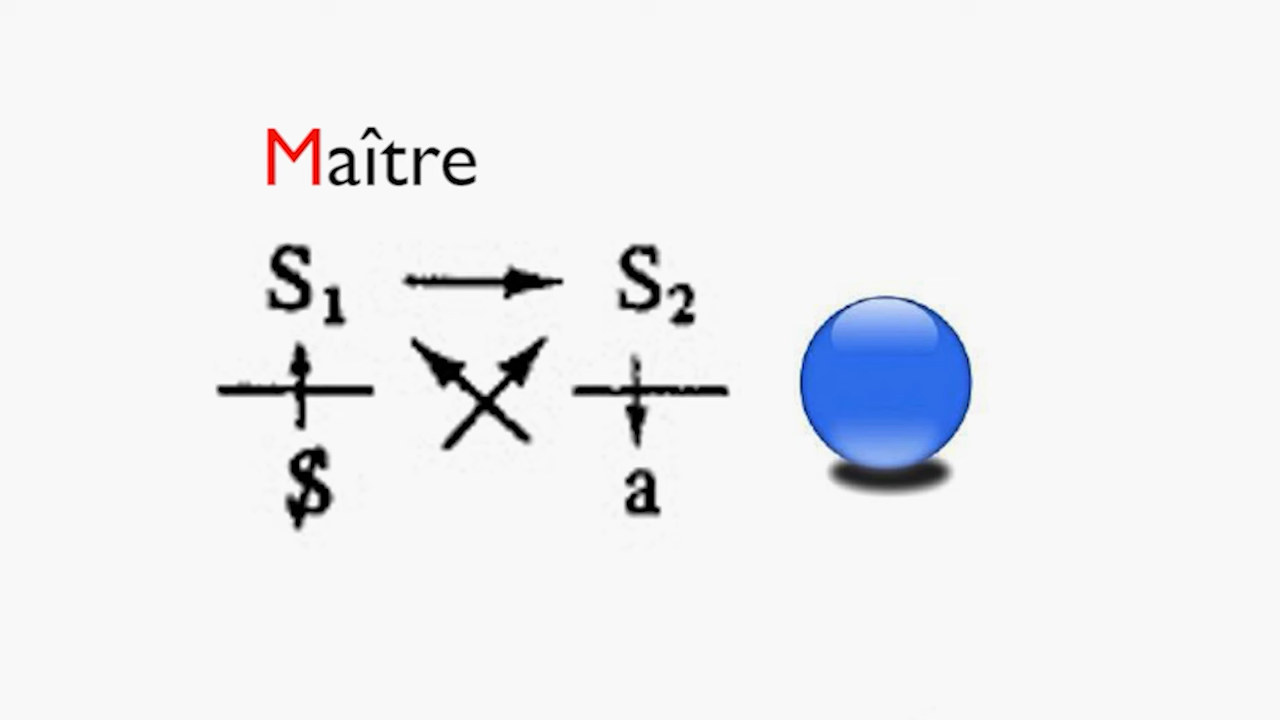 Maître
S₁ → S₂
$ a